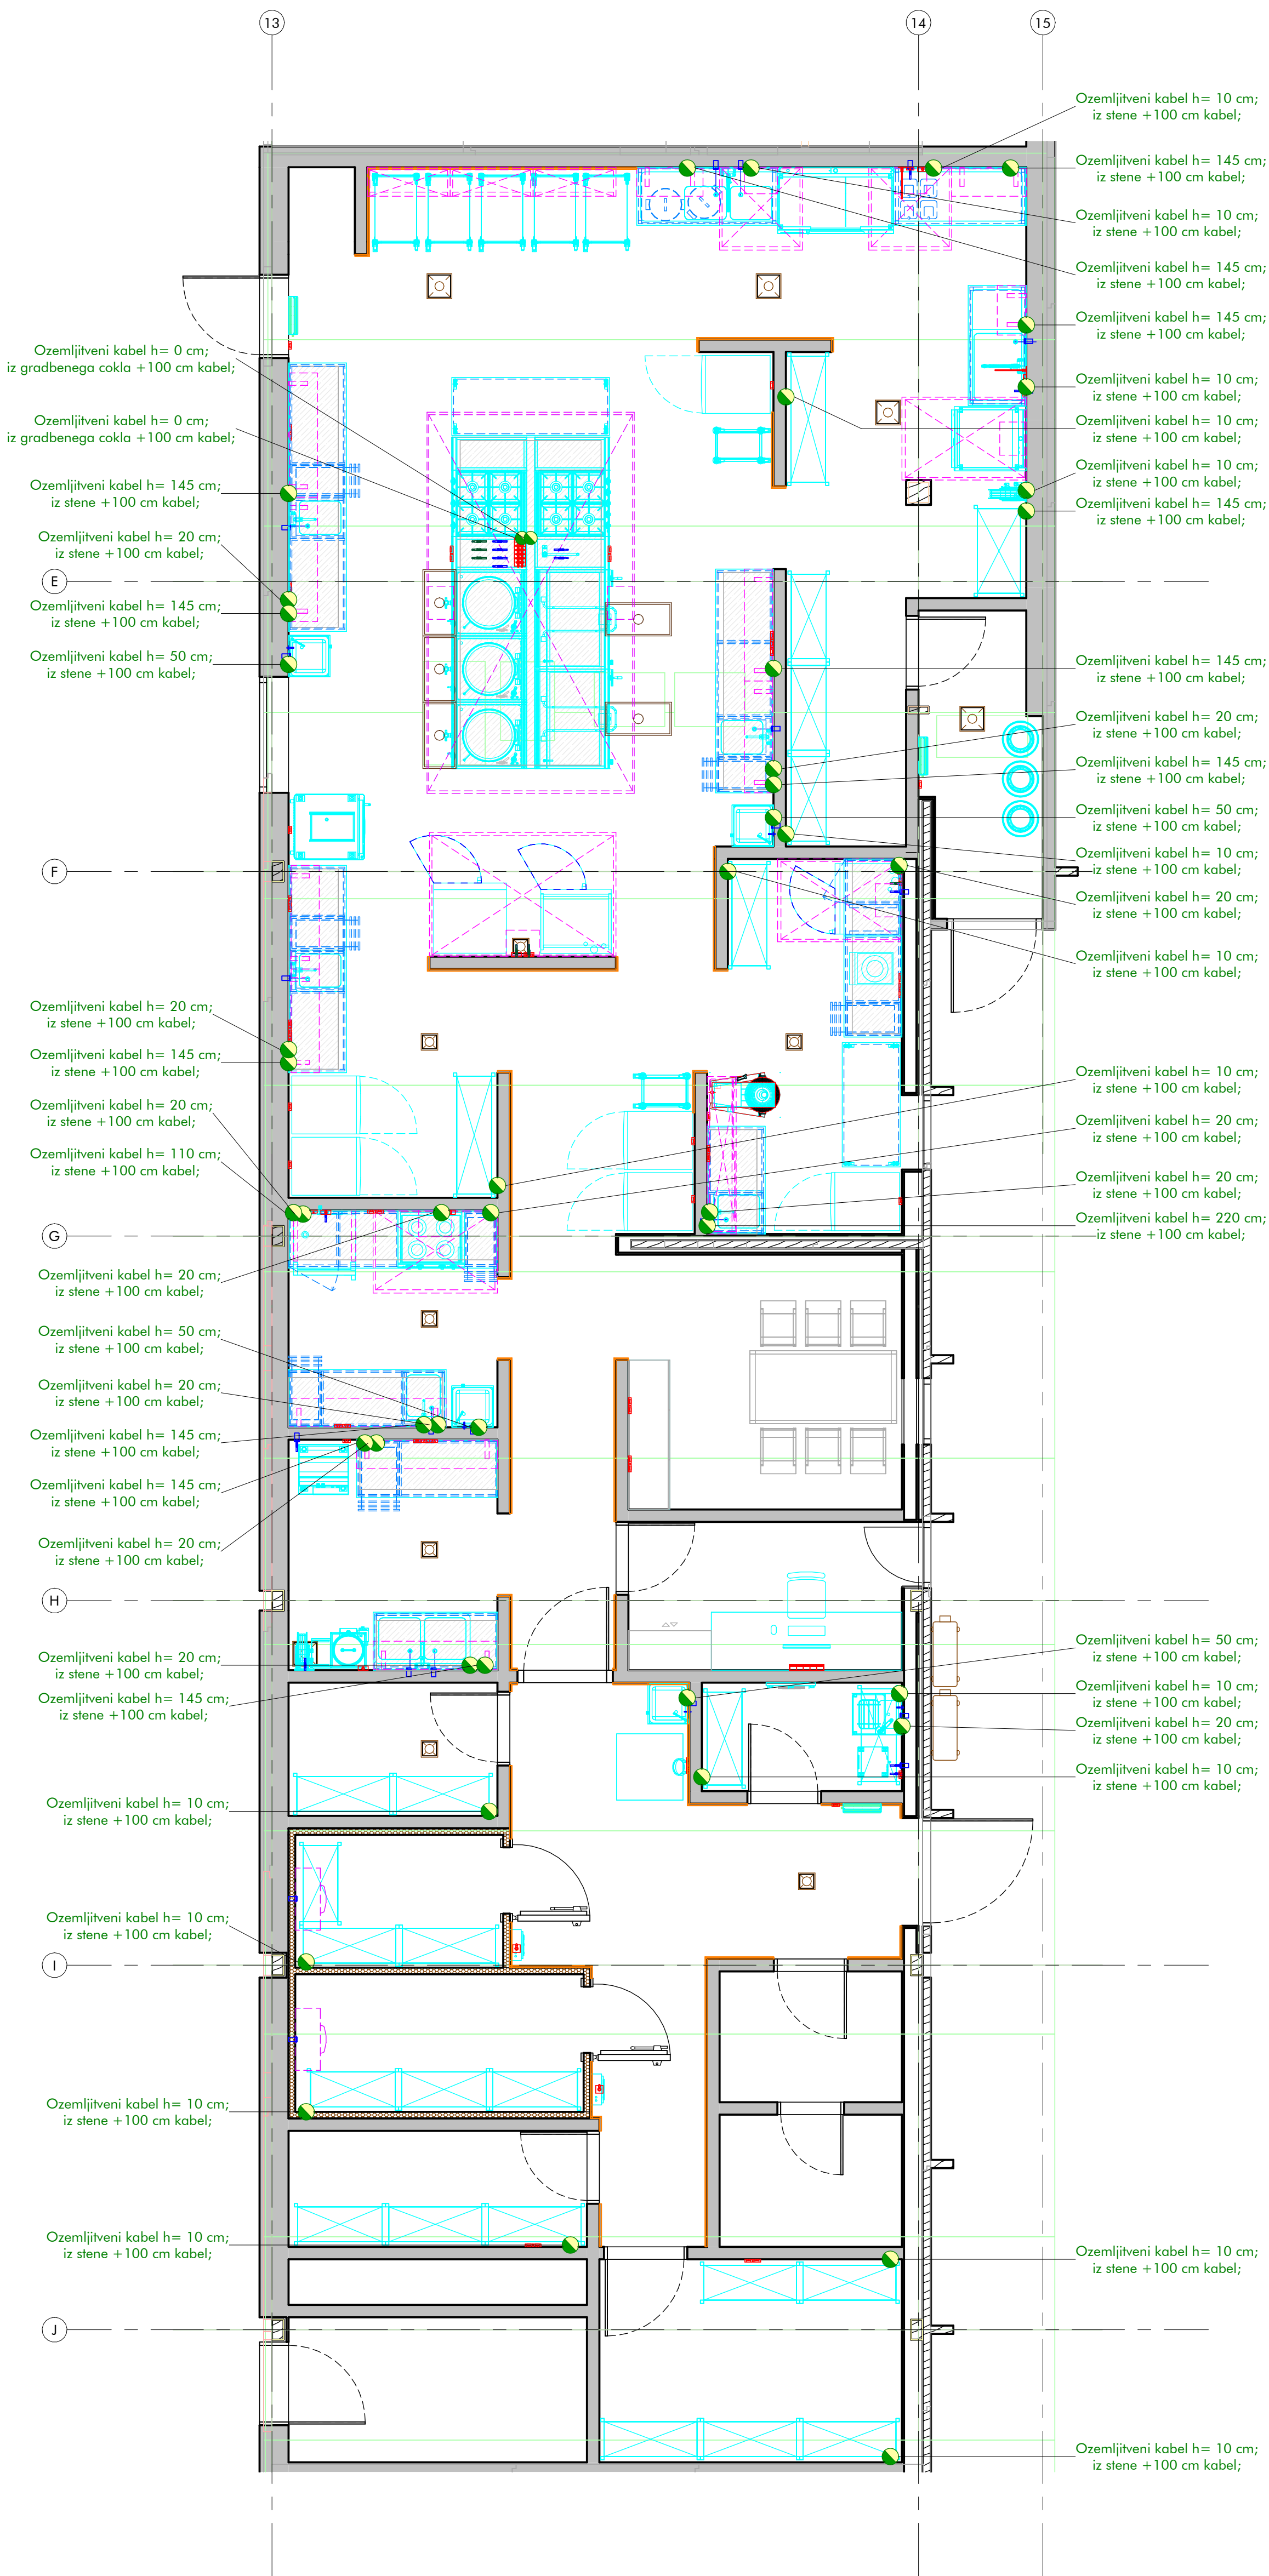 13
14
15
Ozemljitveni kabel h= 10 cm;
iz stene +100 cm kabel;
Ozemljitveni kabel h= 145 cm;
iz stene +100 cm kabel;
Ozemljitveni kabel h= 10 cm;
iz stene +100 cm kabel;
Ozemljitveni kabel h= 145 cm;
iz stene +100 cm kabel;
Ozemljitveni kabel h= 145 cm;
iz stene +100 cm kabel;
Ozemljitveni kabel h= 10 cm;
iz stene +100 cm kabel;
Ozemljitveni kabel h= 10 cm;
iz stene +100 cm kabel;
Ozemljitveni kabel h= 10 cm;
iz stene +100 cm kabel;
Ozemljitveni kabel h= 145 cm;
iz stene +100 cm kabel;
Ozemljitveni kabel h= 145 cm;
iz stene +100 cm kabel;
Ozemljitveni kabel h= 20 cm;
iz stene +100 cm kabel;
Ozemljitveni kabel h= 145 cm;
iz stene +100 cm kabel;
Ozemljitveni kabel h= 50 cm;
iz stene +100 cm kabel;
Ozemljitveni kabel h= 10 cm;
iz stene +100 cm kabel;
Ozemljitveni kabel h= 20 cm;
iz stene +100 cm kabel;
Ozemljitveni kabel h= 10 cm;
iz stene +100 cm kabel;
Ozemljitveni kabel h= 10 cm;
iz stene +100 cm kabel;
Ozemljitveni kabel h= 20 cm;
iz stene +100 cm kabel;
Ozemljitveni kabel h= 20 cm;
iz stene +100 cm kabel;
Ozemljitveni kabel h= 220 cm;
iz stene +100 cm kabel;
Ozemljitveni kabel h= 50 cm;
iz stene +100 cm kabel;
Ozemljitveni kabel h= 10 cm;
iz stene +100 cm kabel;
Ozemljitveni kabel h= 20 cm;
iz stene +100 cm kabel;
Ozemljitveni kabel h= 10 cm;
iz stene +100 cm kabel;
Ozemljitveni kabel h= 10 cm;
iz stene +100 cm kabel;
Ozemljitveni kabel h= 10 cm;
iz stene +100 cm kabel;
Ozemljitveni kabel h= 0 cm;
iz gradbenega cokla +100 cm kabel;
Ozemljitveni kabel h= 0 cm;
iz gradbenega cokla +100 cm kabel;
Ozemljitveni kabel h= 145 cm;
iz stene +100 cm kabel;
Ozemljitveni kabel h= 20 cm;
iz stene +100 cm kabel;
E
Ozemljitveni kabel h= 145 cm;
iz stene +100 cm kabel;
Ozemljitveni kabel h= 50 cm;
iz stene +100 cm kabel;
F
Ozemljitveni kabel h= 20 cm;
iz stene +100 cm kabel;
Ozemljitveni kabel h= 145 cm;
iz stene +100 cm kabel;
Ozemljitveni kabel h= 20 cm;
iz stene +100 cm kabel;
Ozemljitveni kabel h= 110 cm;
iz stene +100 cm kabel;
G
Ozemljitveni kabel h= 20 cm;
iz stene +100 cm kabel;
Ozemljitveni kabel h= 50 cm;
iz stene +100 cm kabel;
Ozemljitveni kabel h= 20 cm;
iz stene +100 cm kabel;
Ozemljitveni kabel h= 145 cm;
iz stene +100 cm kabel;
Ozemljitveni kabel h= 145 cm;
iz stene +100 cm kabel;
Ozemljitveni kabel h= 20 cm;
iz stene +100 cm kabel;
H
Ozemljitveni kabel h= 20 cm;
iz stene +100 cm kabel;
Ozemljitveni kabel h= 145 cm;
iz stene +100 cm kabel;
Ozemljitveni kabel h= 10 cm;
iz stene +100 cm kabel;
Ozemljitveni kabel h= 10 cm;
iz stene +100 cm kabel;
I
Ozemljitveni kabel h= 10 cm;
iz stene +100 cm kabel;
Ozemljitveni kabel h= 10 cm;
iz stene +100 cm kabel;
J